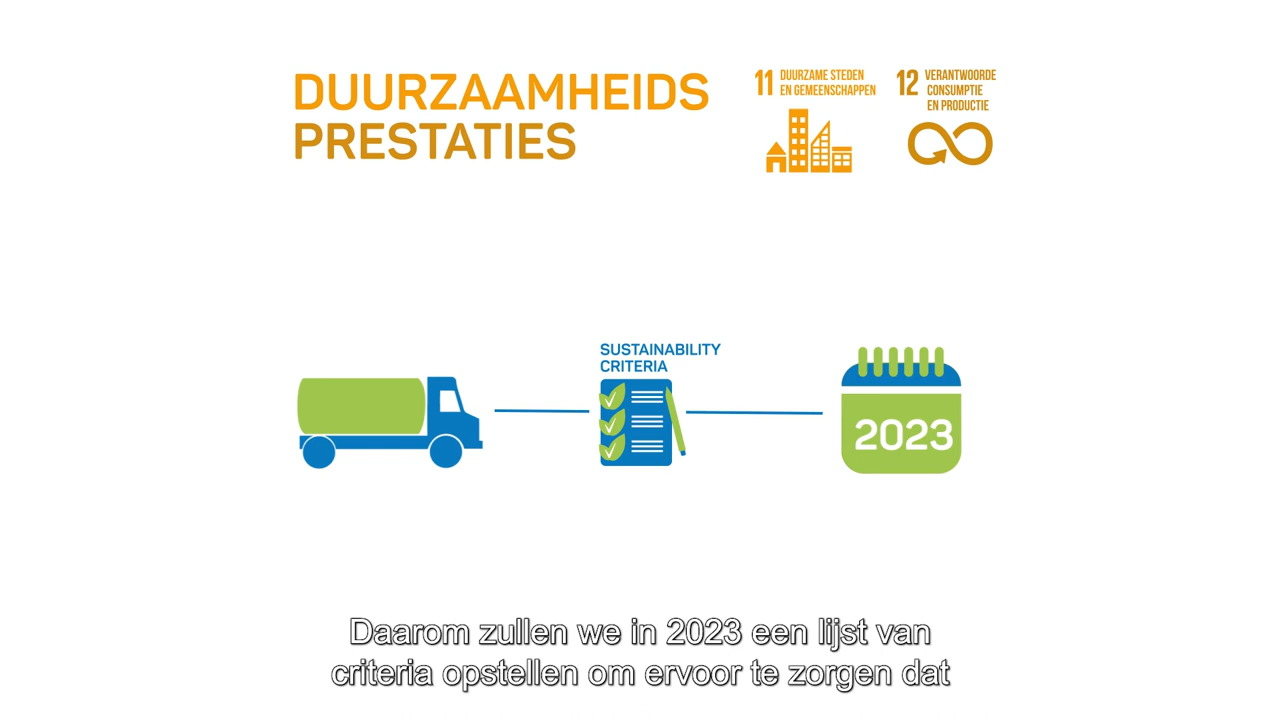 DUURZAAMHEIDS
PRESTATIES
11 DUURZAME STEDEN
EN GEMEENSCHAPPEN
12 VERANTWOORDE
CONSUMPTIE
EN PRODUCTIE
SUSTAINABILITY
CRITERIA
2023
Daarom zullen we in 2023 een lijst van
criteria opstellen om ervoor te zorgen dat